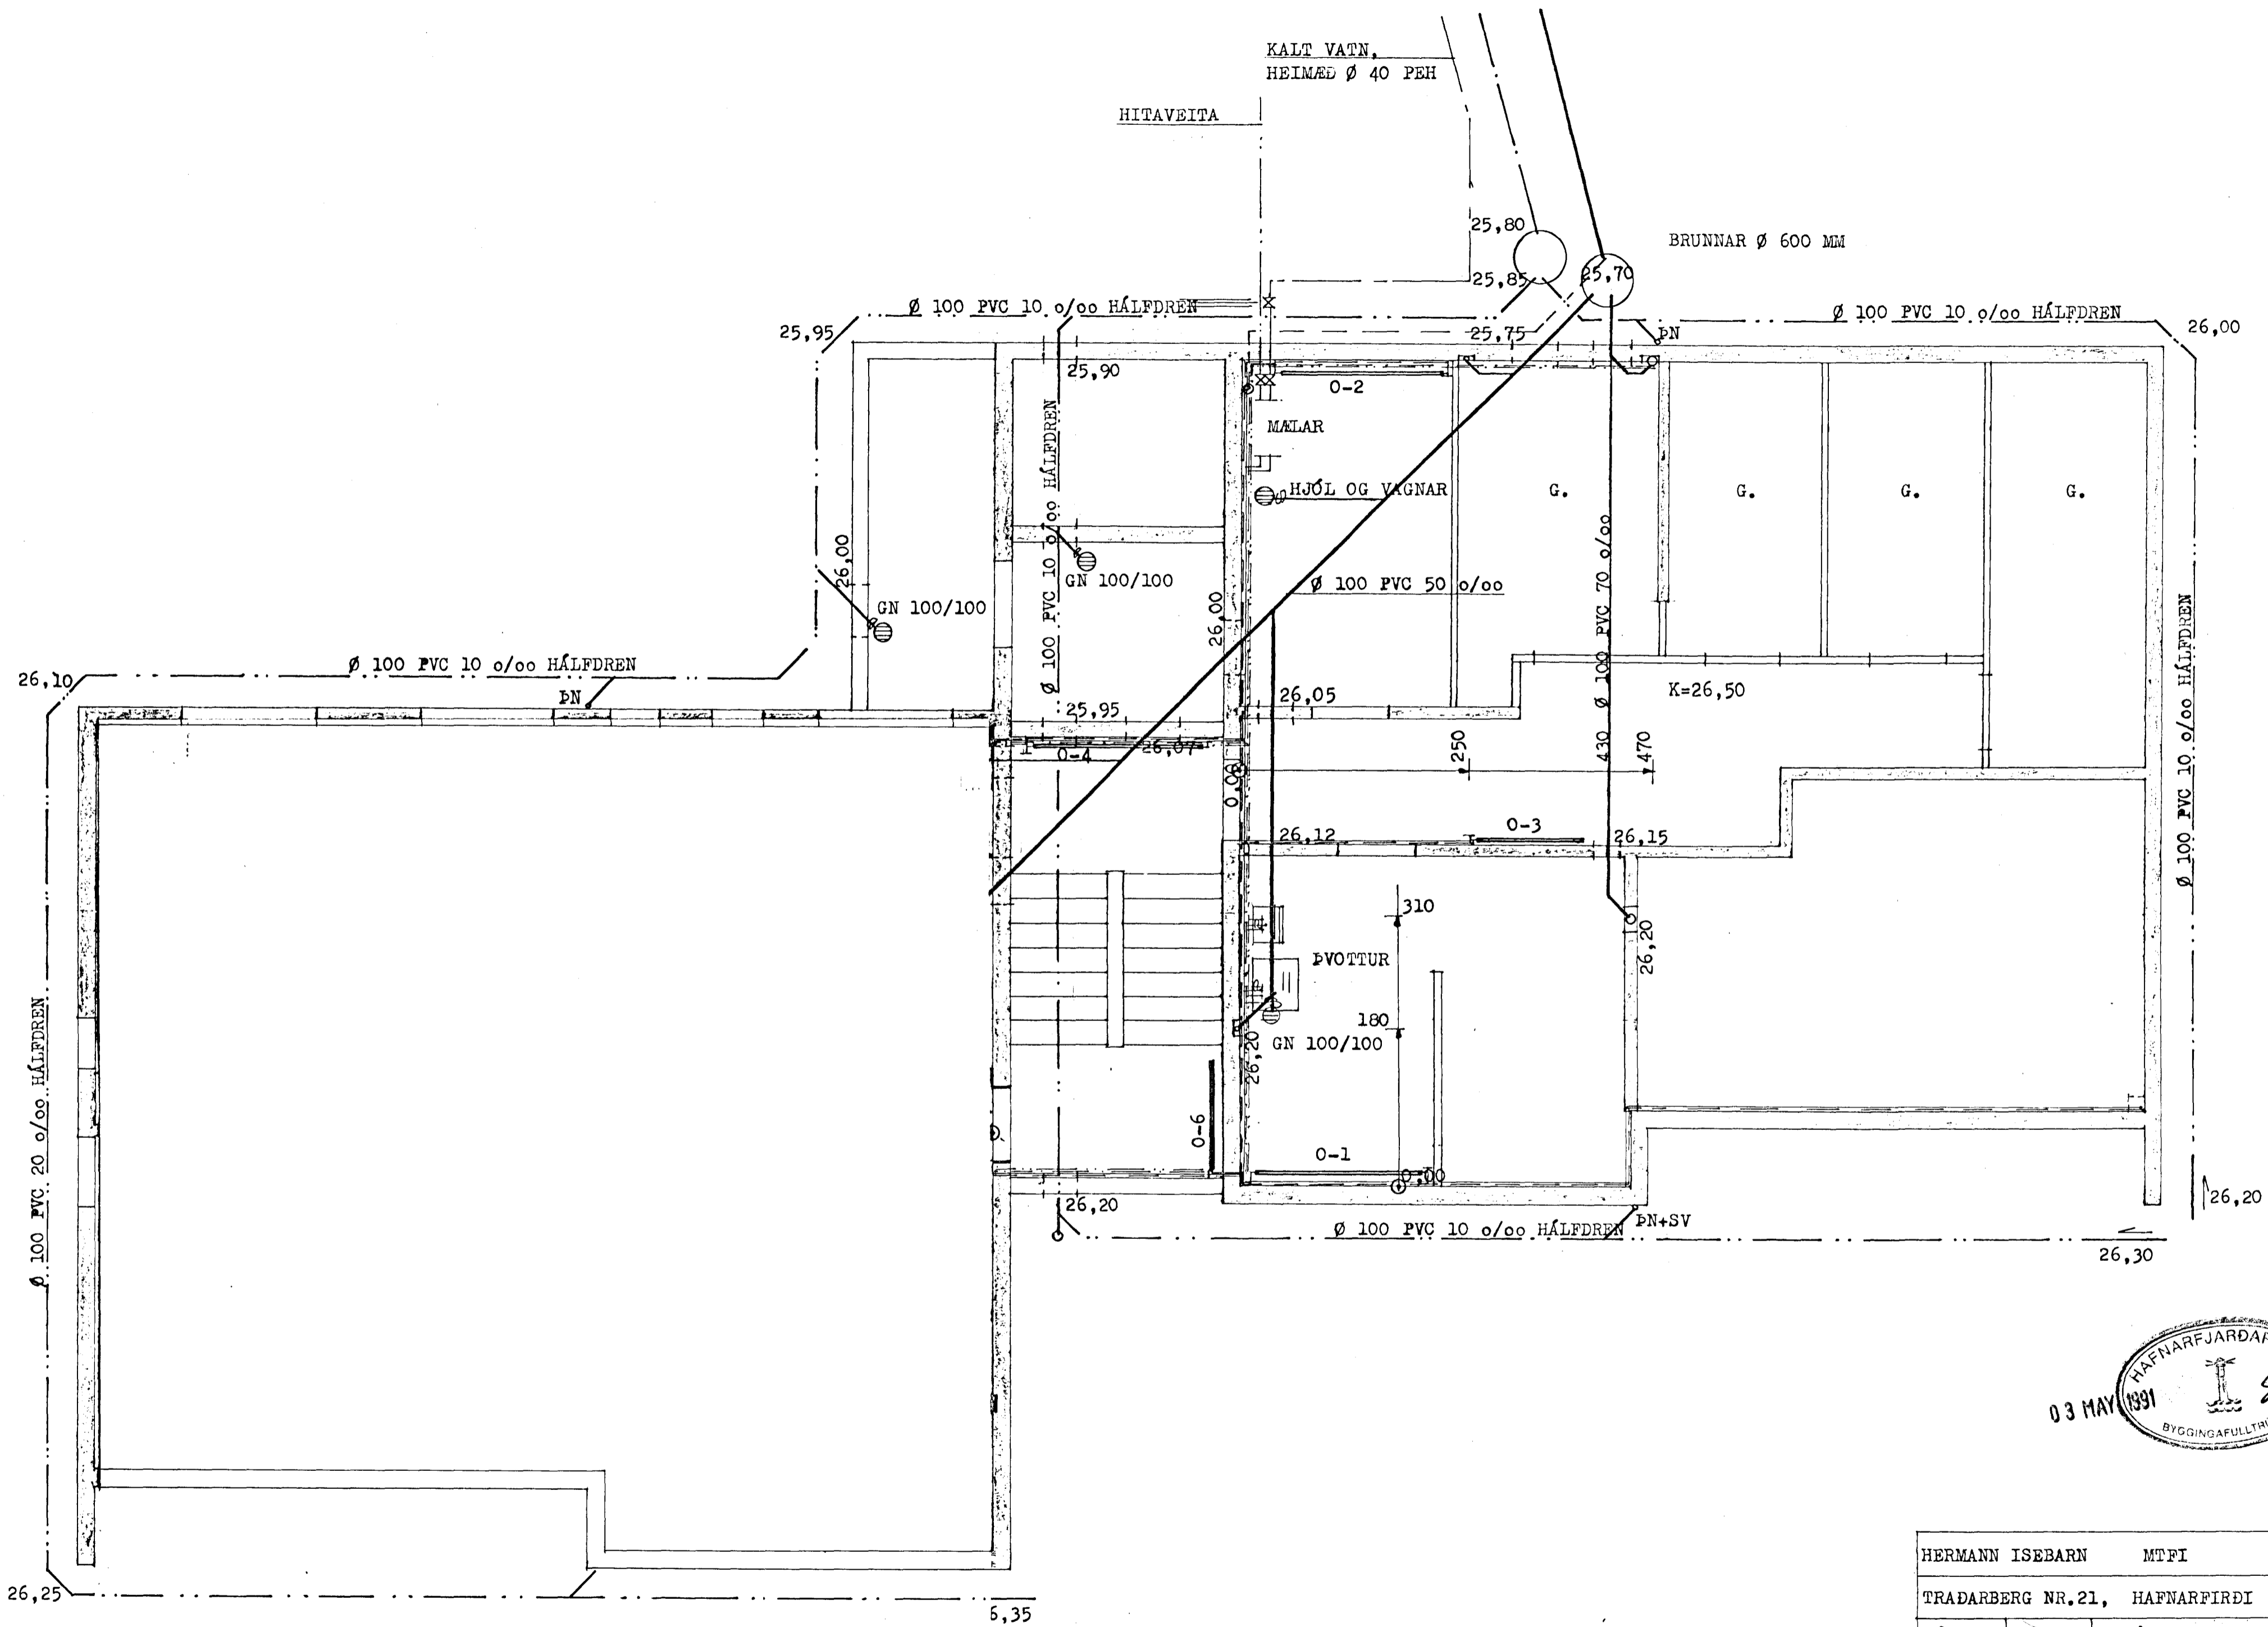 KALT VATN,
HEIMÆÐ Ø 40 PEH
HITAVEITA
25,80
BRUNNAR Ø 600 MM
25,85
25,70
Ø 100 PVC 10 o/oo HÁLFDREN
Ø 100 PVC 10 o/oo HÁLFDREN
25,95
25,75
ÞN
26,00
25,90
O-2
MÆLAR
Ø 100 PVC 10 o/oo HÁLFDREN
HJÓL OG VAGNAR
G.
G.
G.
G.
26,00
GN 100/100
GN 100/100
26,00
Ø 100 PVC 50 o/oo
Ø 100 PVC 70 o/oo
Ø 100 PVC 10 o/oo HÁLFDREN
Ø 100 PVC 10 o/oo HÁLFDREN
26,10
ÞN
26,05
K=26,50
25,95
O-4
26,07
250
430
470
0,00
26,12
O-3
26,15
310
ÞVOTTUR
26,20
180
GN 100/100
26,20
Ø 100 PVC 20 o/oo HÁLFDREN
O-6
O-1
0,00
26,20
ÞN+SV
26,20
Ø 100 PVC 10 o/oo HÁLFDREN
26,30
HAFNARFJARÐAR
03 MAY 1991
BYGGINGAFULLTRÚ
26,25
6,35
HERMANN ISEBARN MTFI
TRAÐARBERG NR.21, HAFNARFIRÐI